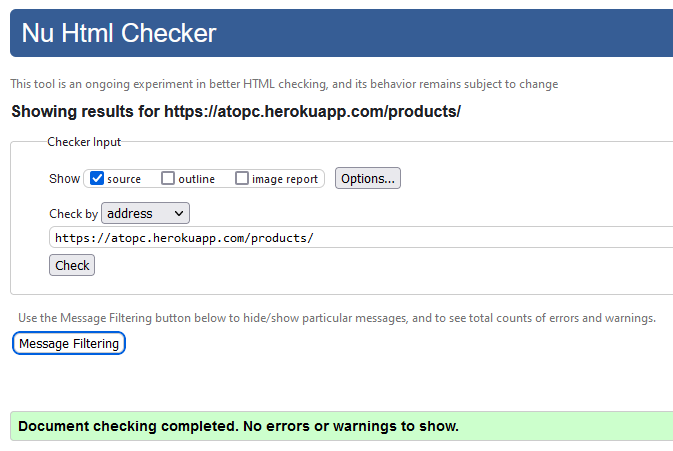 Nu Html Checker
This tool is an ongoing experiment in better HTML checking, and its behavior remains subject to change
Showing results for https://atopc.herokuapp.com/products/
Checker Input
Show source outline image report Options...
Check by address
https://atopc.herokuapp.com/products/
Check
Use the Message Filtering button below to hide/show particular messages, and to see total counts of errors and warnings.
Message Filtering
Document checking completed. No errors or warnings to show.